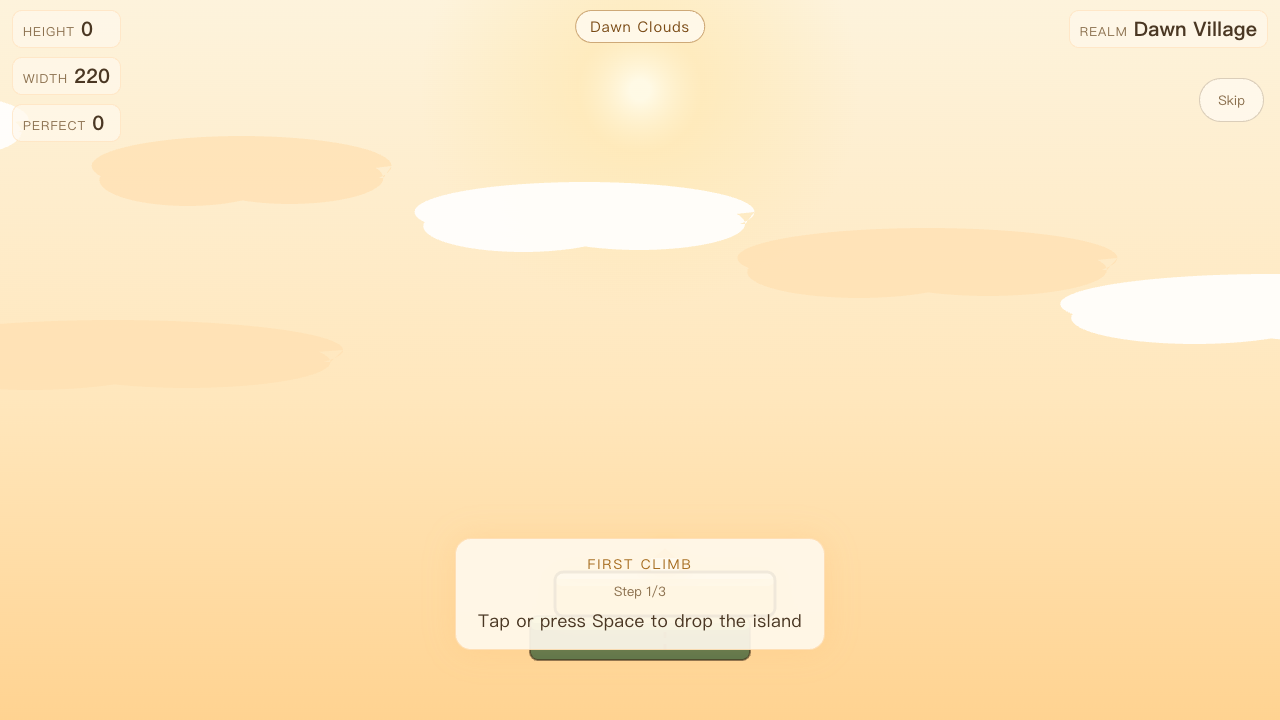 HEIGHT 0
Dawn Clouds
REALM Dawn Village
WIDTH 220
Skip
PERFECT 0
FIRST CLIMB
Step 1/3
Tap or press Space to drop the island